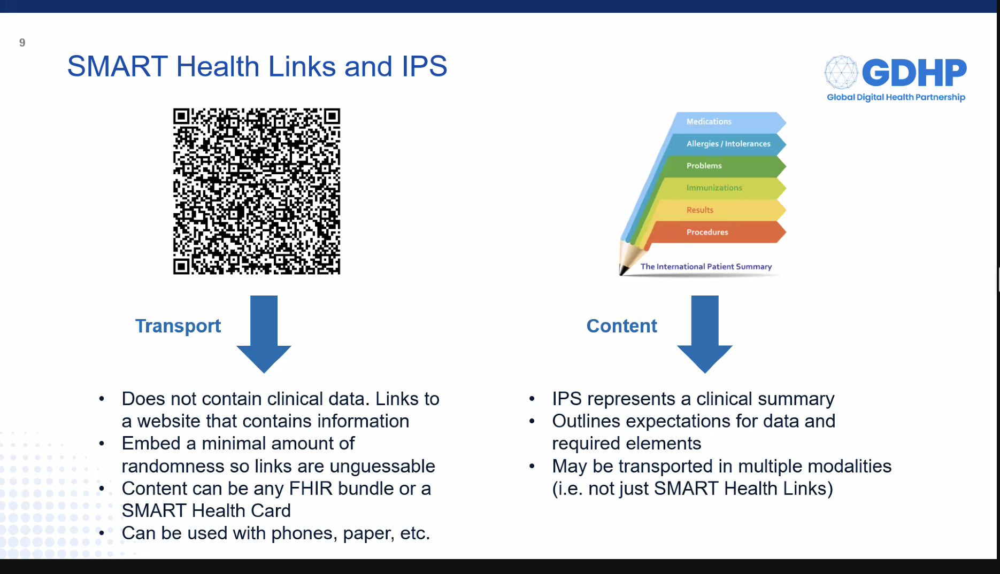 9
SMART Health Links and IPS
GDHP
Global Digital Health Partnership
Medications
Allergies / Intolerances
Problems
Immunizations
Results
Procedures
The International Patient Summary
Transport
• Does not contain clinical data. Links to
a website that contains information
• Embed a minimal amount of
randomness so links are unguessable
• Content can be any FHIR bundle or a
SMART Health Card
• Can be used with phones, paper, etc.
Content
• IPS represents a clinical summary
• Outlines expectations for data and
required elements
• May be transported in multiple modalities
(i.e. not just SMART Health Links)